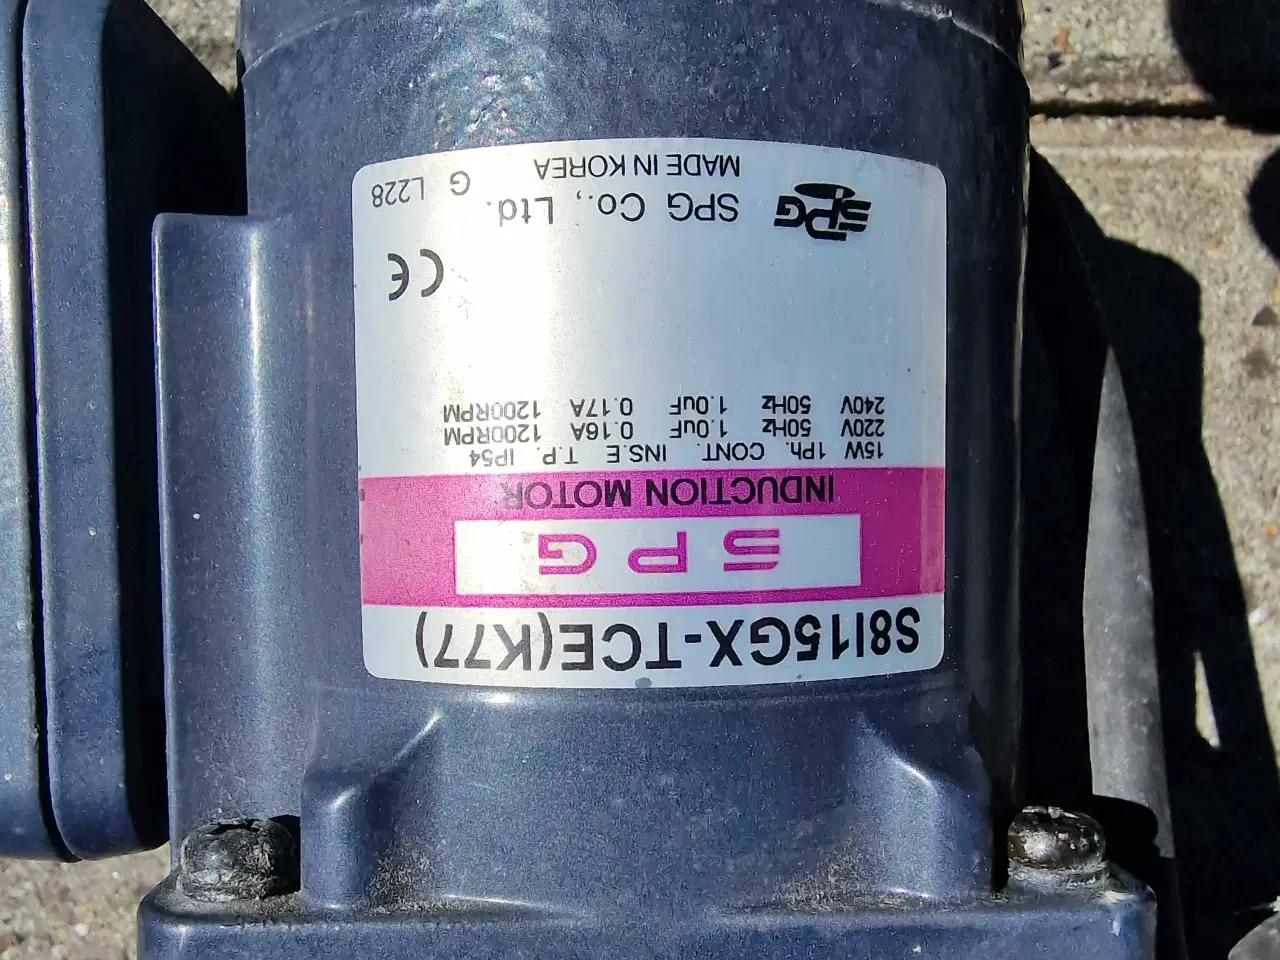 S8I15GX-TCE(K77)
SPG
INDUCTION MOTOR
15W 1Ph. CONT. INS.E T.P. IP54
220V 50Hz 1.0uF 0.16A 1200RPM
240V 50Hz 1.0uF 0.17A 1200RPM
CE
SPG SPG Co., Ltd. G L228
MADE IN KOREA